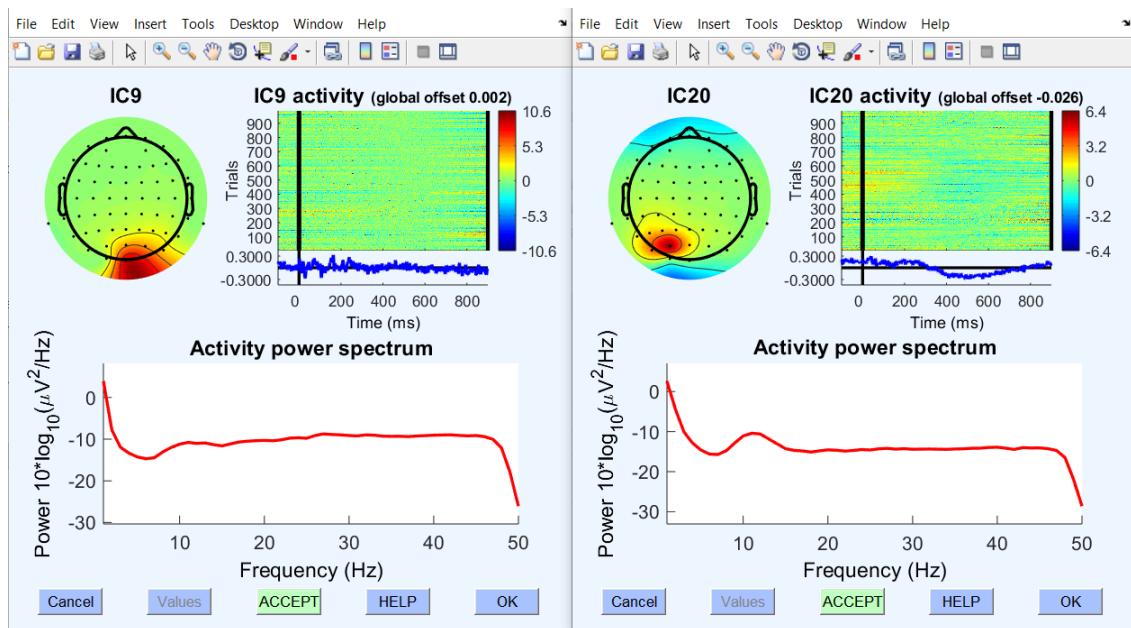 File Edit View Insert Tools Desktop Window Help
IC9
IC9 activity (global offset 0.002)
Trials
900
800
700
600
500
400
300
200
100
10.6
5.3
0
-5.3
-10.6
0.3000
-0.3000
0 200 400 600 800
Time (ms)
Activity power spectrum
Power 10*log10(μV2/Hz)
0
-10
-20
-30
10 20 30 40 50
Frequency (Hz)
Cancel Values ACCEPT HELP OK
File Edit View Insert Tools Desktop Window Help
IC20
IC20 activity (global offset -0.026)
Trials
900
800
700
600
500
400
300
200
100
6.4
3.2
0
-3.2
-6.4
0.3000
-0.3000
0 200 400 600 800
Time (ms)
Activity power spectrum
Power 10*log10(μV2/Hz)
0
-10
-20
-30
10 20 30 40 50
Frequency (Hz)
Cancel Values ACCEPT HELP OK